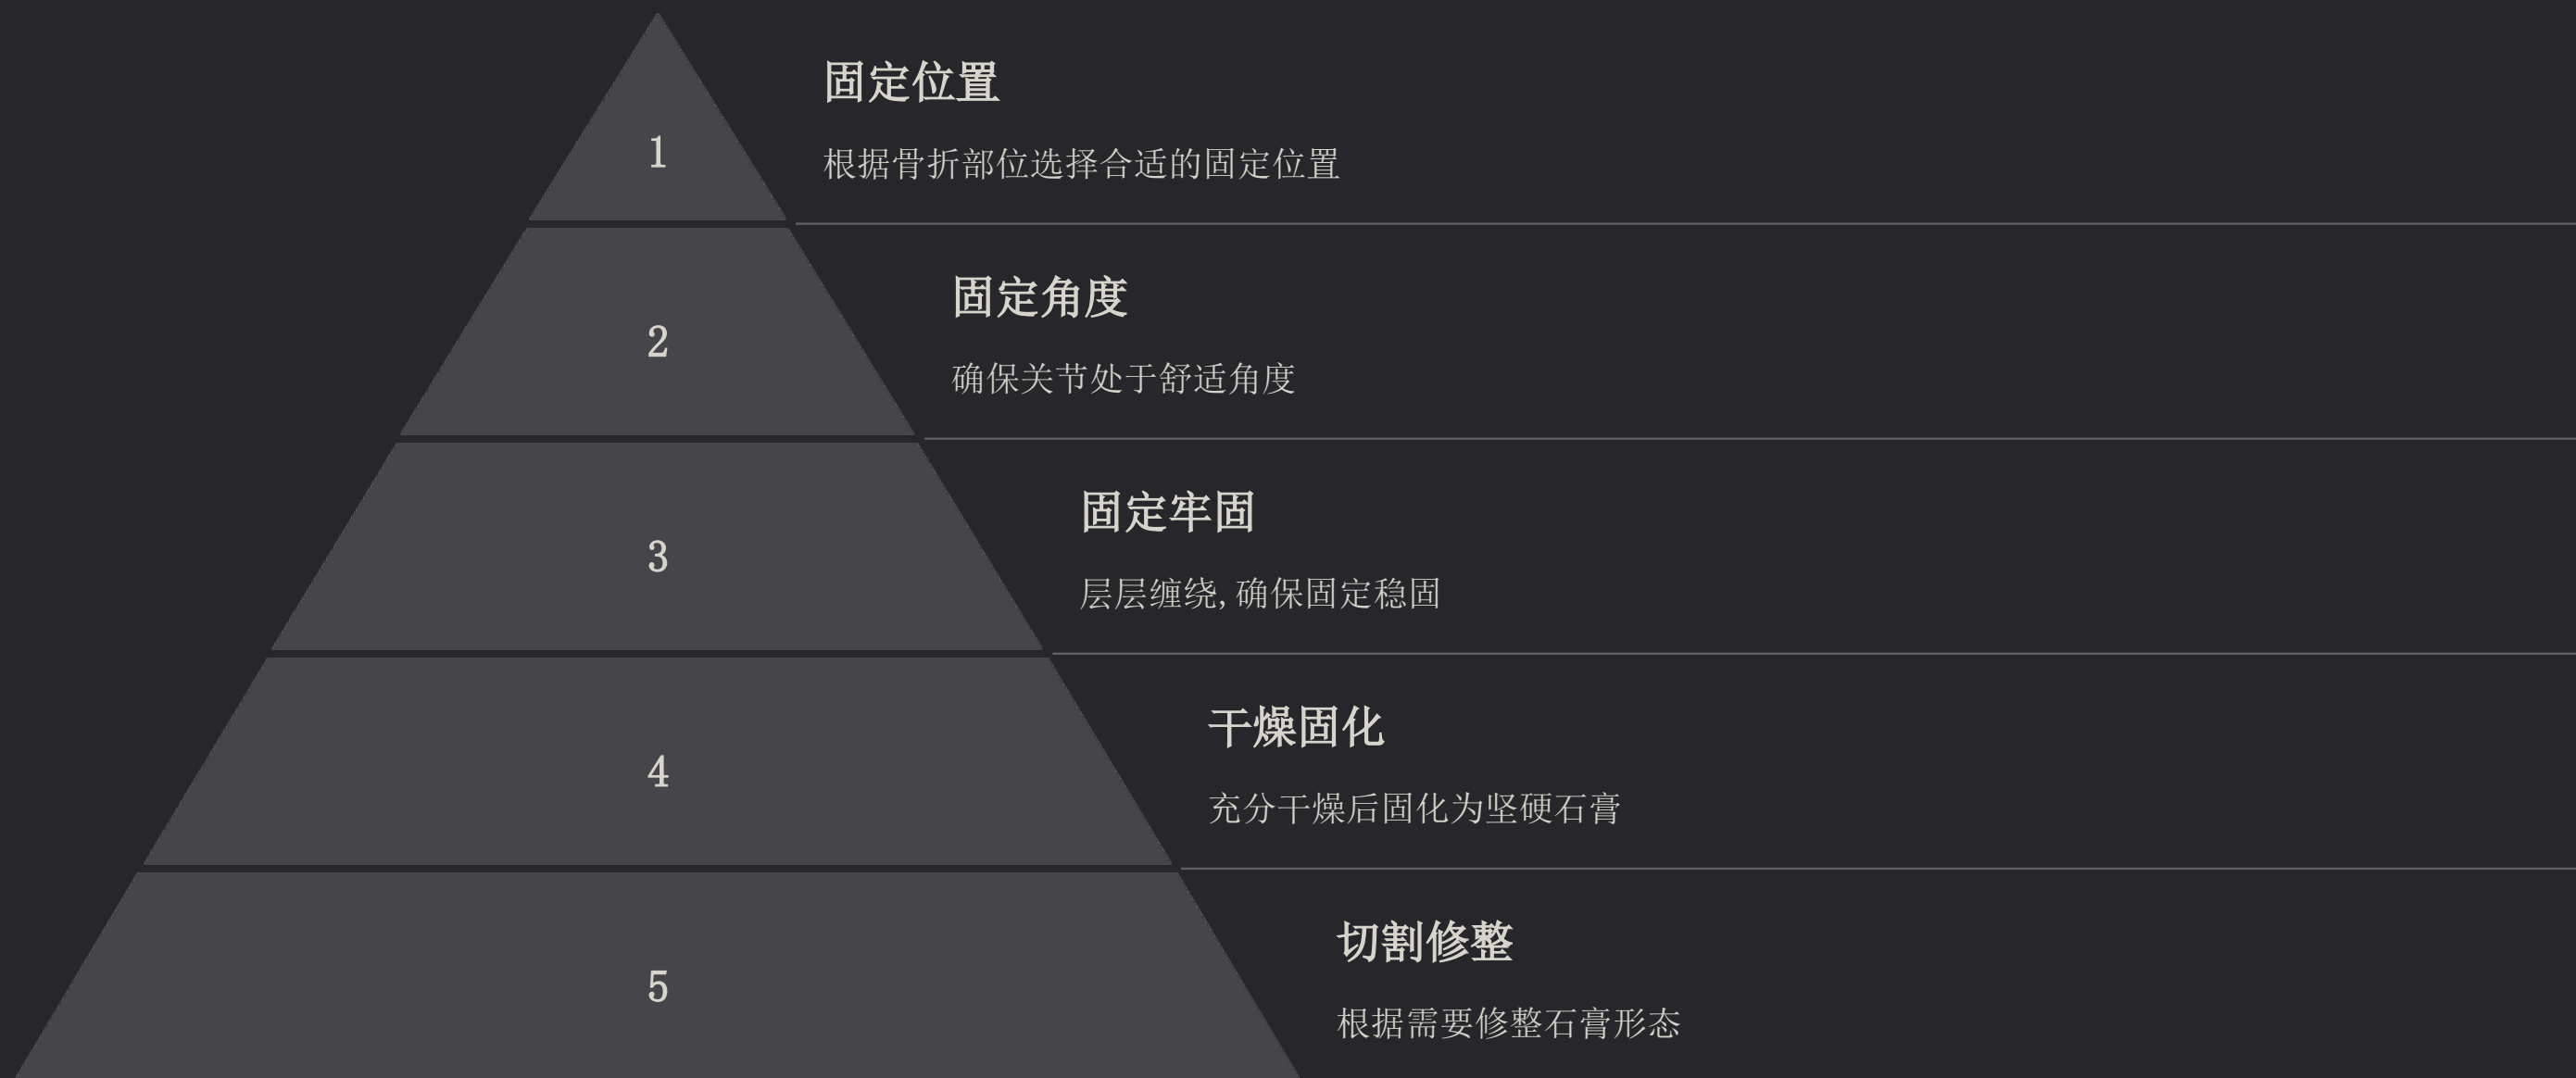 1
固定位置
根据骨折部位选择合适的固定位置
2
固定角度
确保关节处于舒适角度
3
固定牢固
层层缠绕,确保固定稳固
4
干燥固化
充分干燥后固化为坚硬石膏
5
切割修整
根据需要修整石膏形态